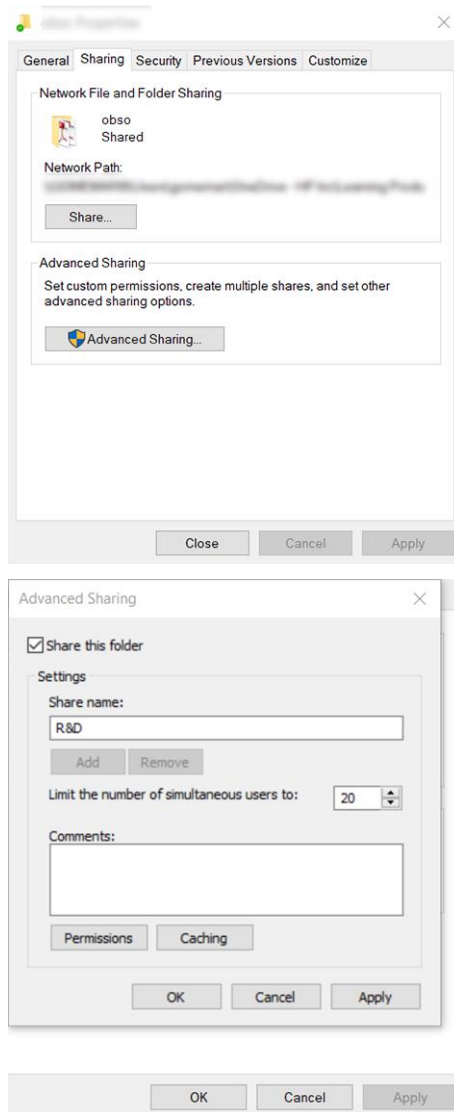 General Sharing Security Previous Versions Customize
Network File and Folder Sharing
obso
Shared
Network Path:
Share...
Advanced Sharing
Set custom permissions, create multiple shares, and set other
advanced sharing options.
Advanced Sharing...
Close Cancel Apply
Advanced Sharing
Share this folder
Settings
Share name:
R&D
Add Remove
Limit the number of simultaneous users to: 20
Comments:
Permissions Caching
OK Cancel Apply
OK Cancel Apply